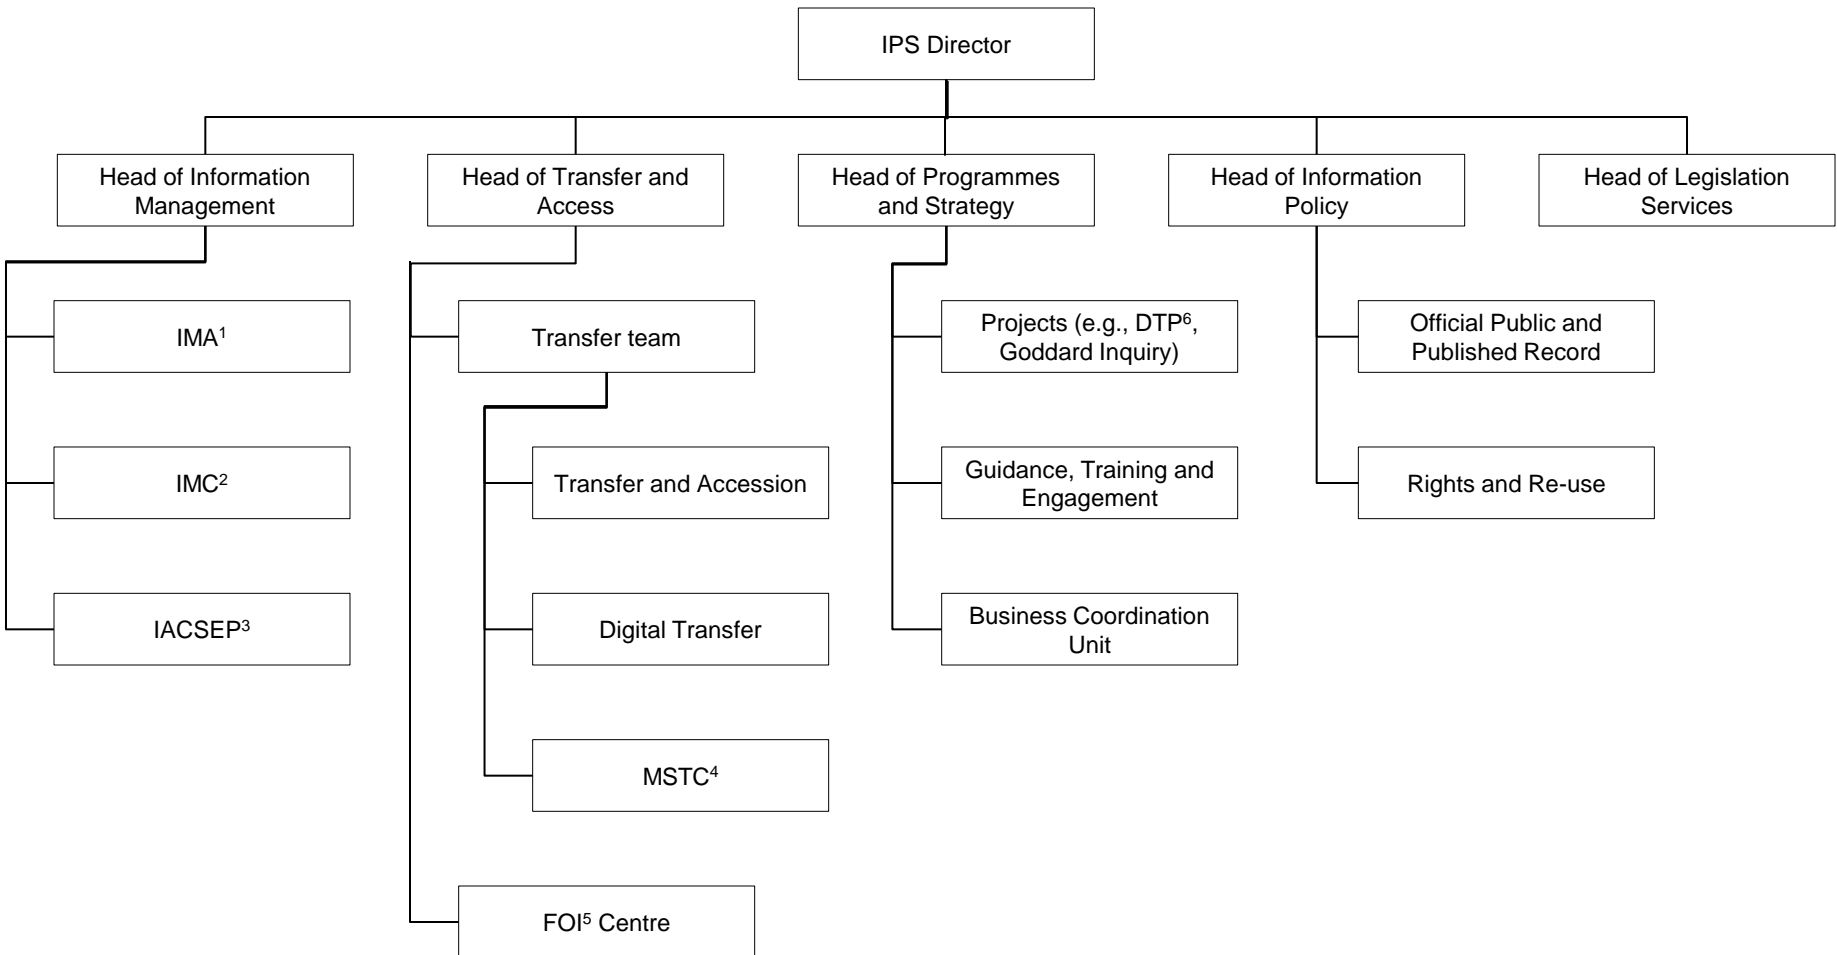 IPS Director
Head of Information
Management
Head of Transfer and
Access
Head of Programmes
and Strategy
Head of Information
Policy
Head of Legislation
Services
IMA¹
IMC²
IACSEP³
Transfer team
Transfer and Accession
Digital Transfer
MSTC⁴
FOI⁵ Centre
Projects (e.g., DTP⁶,
Goddard Inquiry)
Guidance, Training and
Engagement
Business Coordination
Unit
Official Public and
Published Record
Rights and Re-use